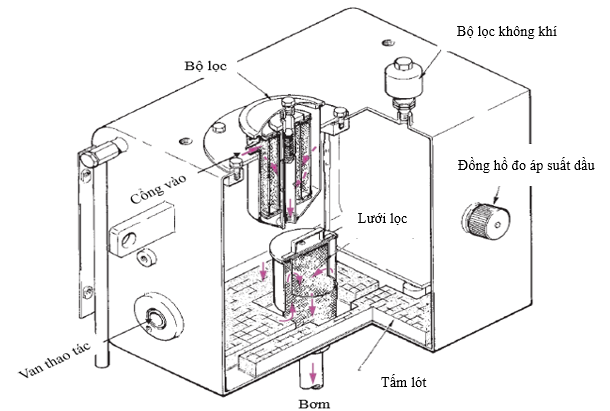 Bộ lọc không khí
Bộ lọc
Đồng hồ đo áp suất dầu
Cổng vào
Lưới lọc
Van thao tác
Tấm lót
Bơm